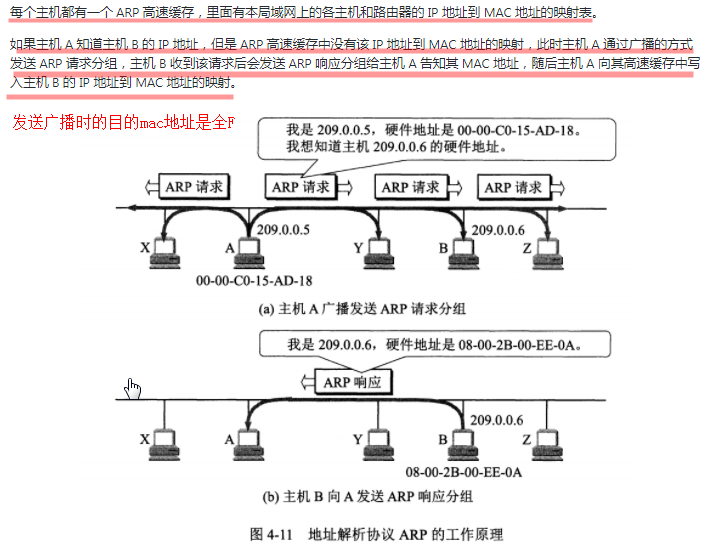 每个主机都有一个 ARP 高速缓存，里面有本局域网上的各主机和路由器的 IP 地址到 MAC 地址的映射表。
如果主机 A 知道主机 B 的 IP 地址，但是 ARP 高速缓存中没有该 IP 地址到 MAC 地址的映射，此时主机 A 通过广播的方式
发送 ARP 请求分组，主机 B 收到该请求后会发送 ARP 响应分组给主机 A 告知其 MAC 地址，随后主机 A 向其高速缓存中写
入主机 B 的 IP 地址到 MAC 地址的映射。
发送广播时的目的mac地址是全F
我是 209.0.0.5，硬件地址是 00-00-C0-15-AD-18。
我想知道主机 209.0.0.6 的硬件地址。
ARP 请求 ARP 请求 ARP 请求 ARP 请求
209.0.0.5 209.0.0.6
X A Y B Z
00-00-C0-15-AD-18
(a) 主机 A 广播发送 ARP 请求分组
我是 209.0.0.6，硬件地址是 08-00-2B-00-EE-0A。
ARP 响应
209.0.0.6
X A Y B Z
08-00-2B-00-EE-0A
(b) 主机 B 向 A 发送 ARP 响应分组
图 4-11 地址解析协议 ARP 的工作原理